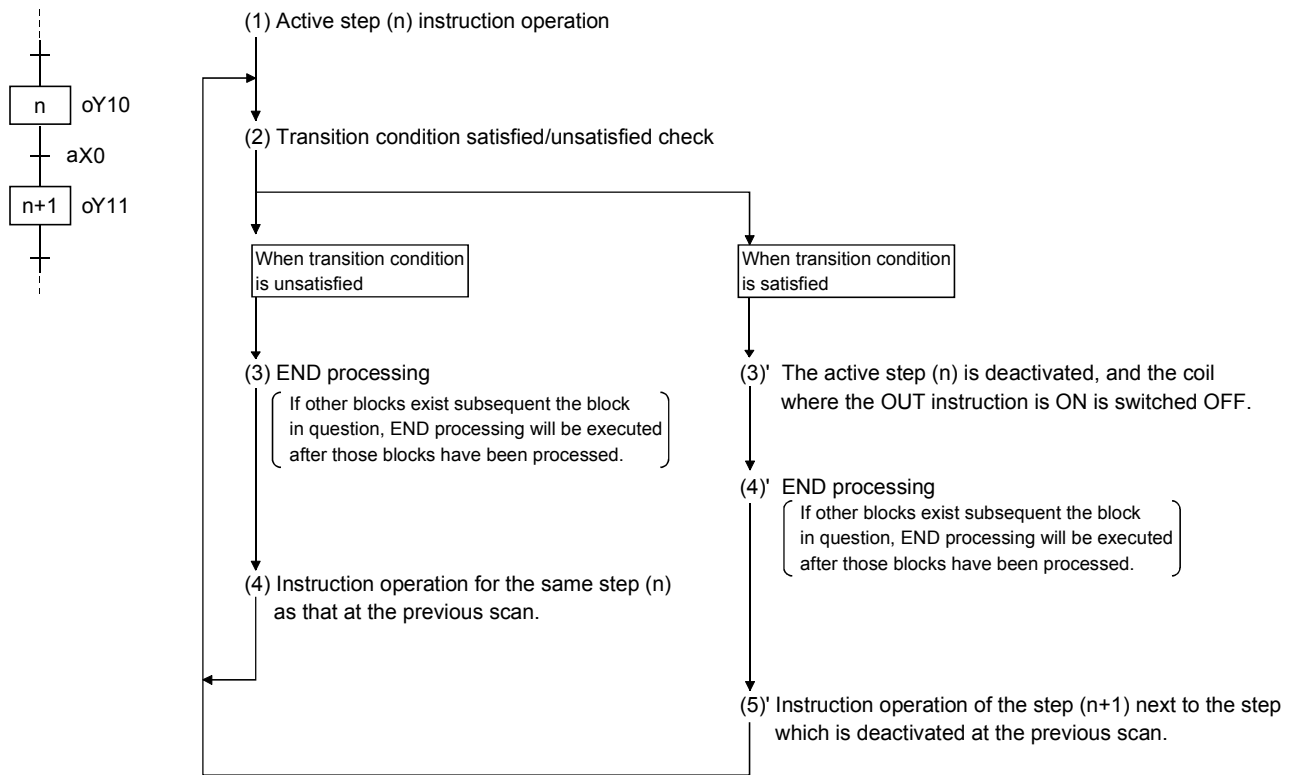 (1) Active step (n) instruction operation
n oY10
aX0
n+1 oY11
(2) Transition condition satisfied/unsatisfied check
When transition condition
is unsatisfied
(3) END processing
If other blocks exist subsequent the block
in question, END processing will be executed
after those blocks have been processed.
(4) Instruction operation for the same step (n)
as that at the previous scan.
When transition condition
is satisfied
(3)' The active step (n) is deactivated, and the coil
where the OUT instruction is ON is switched OFF.
(4)' END processing
If other blocks exist subsequent the block
in question, END processing will be executed
after those blocks have been processed.
(5)' Instruction operation of the step (n+1) next to the step
which is deactivated at the previous scan.